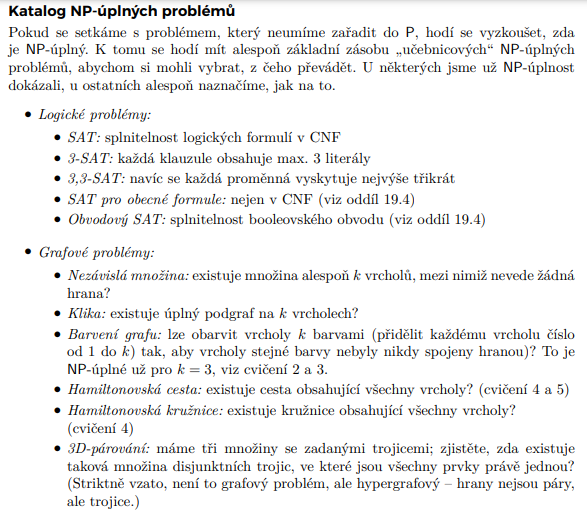 Katalog NP-úplných problémů
Pokud se setkáme s problémem, který neumíme zařadit do P, hodí se vyzkoušet, zda
je NP-úplný. K tomu se hodí mít alespoň základní zásobu „učebnicových“ NP-úplných
problémů, abychom si mohli vybrat, z čeho převádět. U některých jsme už NP-úplnost
dokázali, u ostatních alespoň naznačíme, jak na to.
• Logické problémy:
• SAT: splnitelnost logických formulí v CNF
• 3-SAT: každá klauzule obsahuje max. 3 literály
• 3,3-SAT: navíc se každá proměnná vyskytuje nejvýše třikrát
• SAT pro obecné formule: nejen v CNF (viz oddíl 19.4)
• Obvodový SAT: splnitelnost booleovského obvodu (viz oddíl 19.4)
• Grafové problémy:
• Nezávislá množina: existuje množina alespoň k vrcholů, mezi nimiž nevede žádná
hrana?
• Klika: existuje úplný podgraf na k vrcholech?
• Barvení grafu: lze obarvit vrcholy k barvami (přidělit každému vrcholu číslo
od 1 do k) tak, aby vrcholy stejné barvy nebyly nikdy spojeny hranou)? To je
NP-úplné už pro k = 3, viz cvičení 2 a 3.
• Hamiltonovská cesta: existuje cesta obsahující všechny vrcholy? (cvičení 4 a 5)
• Hamiltonovská kružnice: existuje kružnice obsahující všechny vrcholy?
(cvičení 4)
• 3D-párování: máme tři množiny se zadanými trojicemi; zjistěte, zda existuje
taková množina disjunktních trojic, ve které jsou všechny prvky právě jednou?
(Striktně vzato, není to grafový problém, ale hypergrafový – hrany nejsou páry,
ale trojice.)